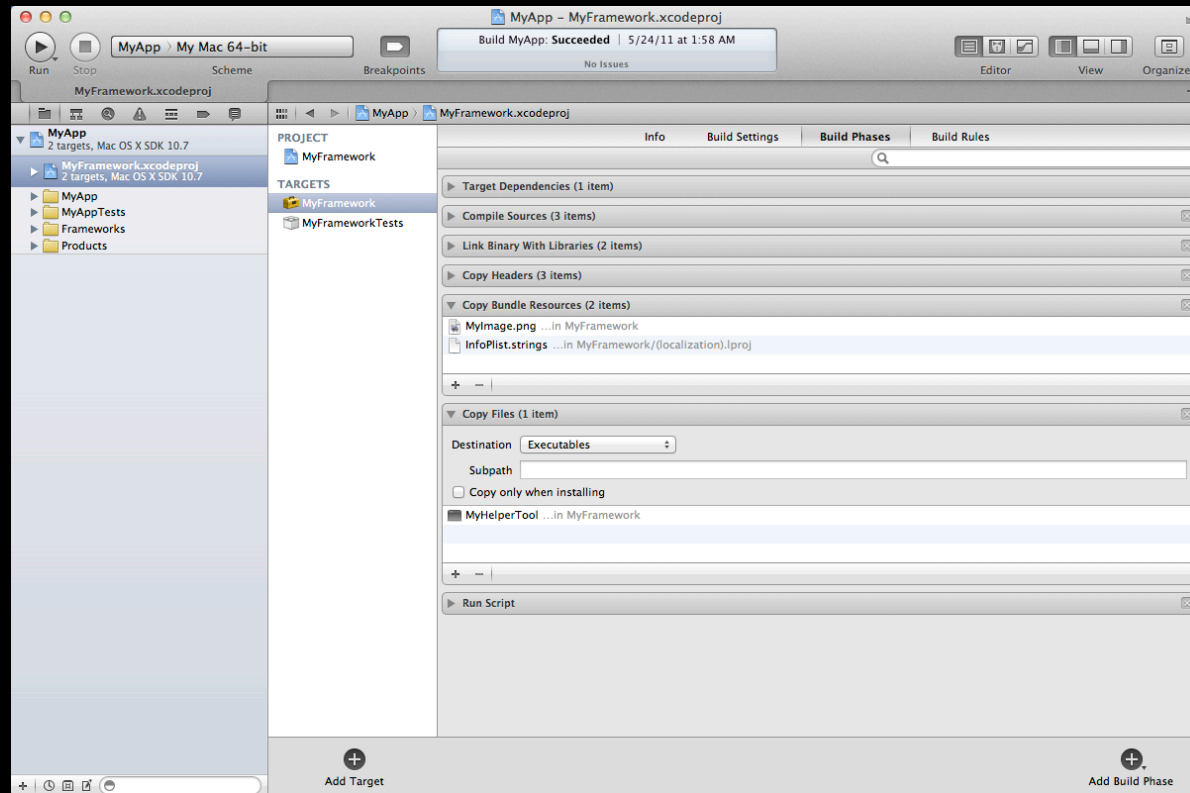 MyApp – MyFramework.xcodeproj
MyApp › My Mac 64-bit
Build MyApp: Succeeded | 5/24/11 at 1:58 AM
No Issues
Run Stop Scheme Breakpoints Editor View Organize
MyFramework.xcodeproj
MyApp › MyFramework.xcodeproj
MyApp
2 targets, Mac OS X SDK 10.7
MyFramework.xcodeproj
2 targets, Mac OS X SDK 10.7
MyApp
MyAppTests
Frameworks
Products
PROJECT
MyFramework
TARGETS
MyFramework
MyFrameworkTests
Info Build Settings Build Phases Build Rules
Target Dependencies (1 item)
Compile Sources (3 items)
Link Binary With Libraries (2 items)
Copy Headers (3 items)
Copy Bundle Resources (2 items)
MyImage.png ...in MyFramework
InfoPlist.strings ...in MyFramework/(localization).lproj
Copy Files (1 item)
Destination Executables
Subpath
Copy only when installing
MyHelperTool ...in MyFramework
Run Script
Add Target
Add Build Phase